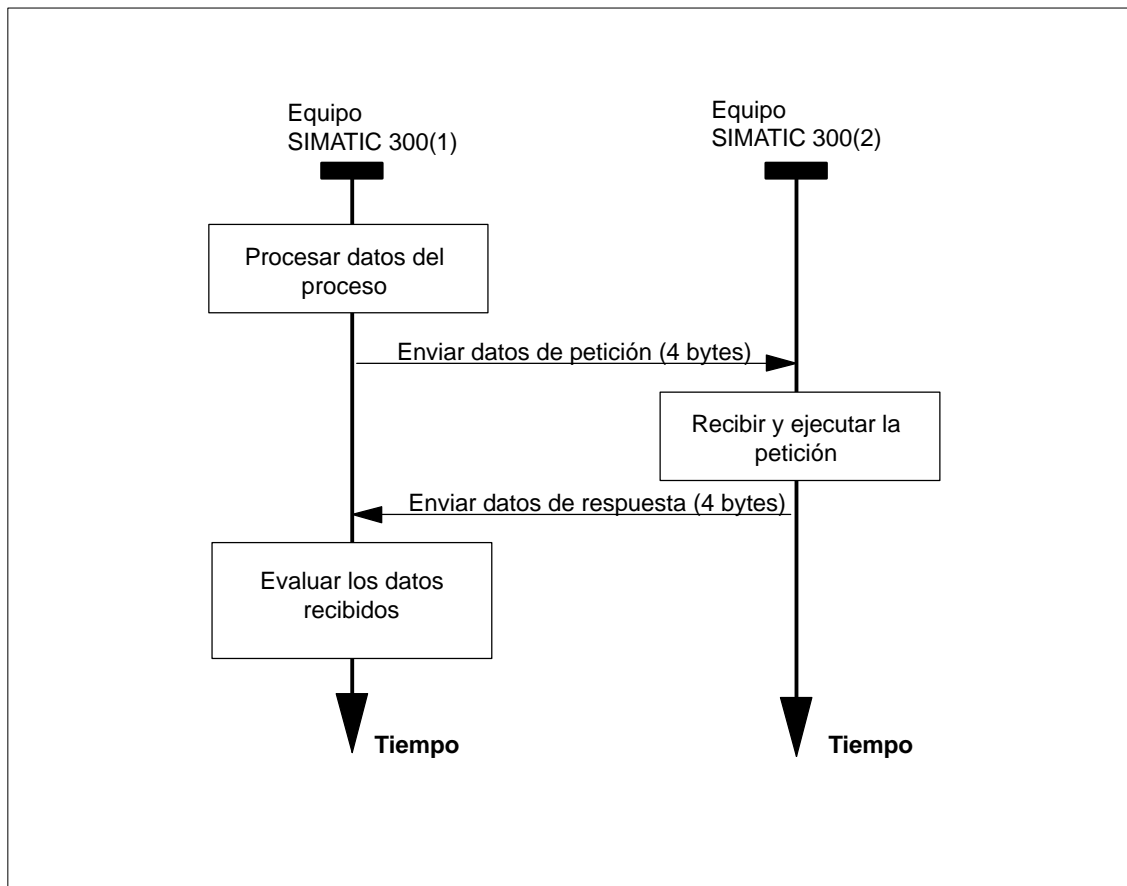 Equipo
SIMATIC 300(1)
Equipo
SIMATIC 300(2)
Procesar datos del
proceso
Enviar datos de petición (4 bytes)
Recibir y ejecutar la
petición
Enviar datos de respuesta (4 bytes)
Evaluar los datos
recibidos
Tiempo
Tiempo